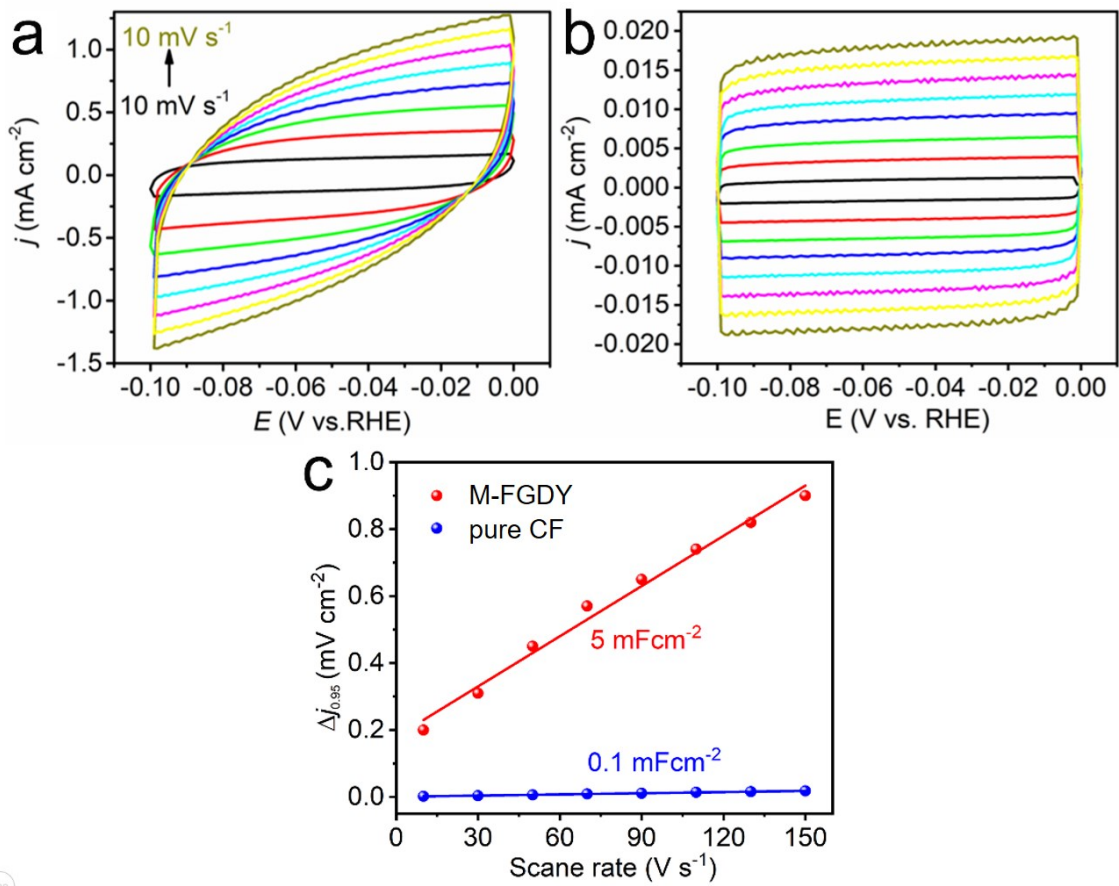 a
10 mV s⁻¹
10 mV s⁻¹
j (mA cm⁻²)
1.0
0.5
0.0
-0.5
-1.0
-1.5
-0.10 -0.08 -0.06 -0.04 -0.02 0.00
E (V vs.RHE)
b
j (mA cm⁻²)
0.020
0.015
0.010
0.005
0.000
-0.005
-0.010
-0.015
-0.020
-0.10 -0.08 -0.06 -0.04 -0.02 0.00
E (V vs. RHE)
c
M-FGDY
pure CF
Δj₀.₉₅ (mV cm⁻²)
1.0
0.8
0.6
0.4
0.2
0.0
5 mFcm⁻²
0.1 mFcm⁻²
0 30 60 90 120 150
Scane rate (V s⁻¹)